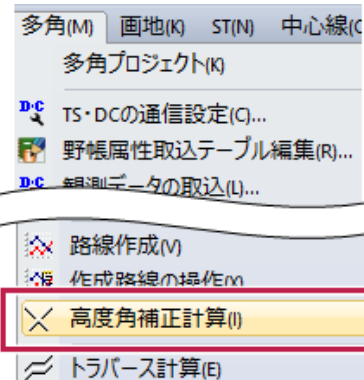 多角(M) 画地(K) ST(N) 中心線(C
多角プロジェクト(K)
TS・DCの通信設定(C)...
野帳属性取込テーブル編集(R)...
観測データの取込(L)...
路線作成(V)
作成路線の操作(X)
高度角補正計算(I)
トラバース計算(E)